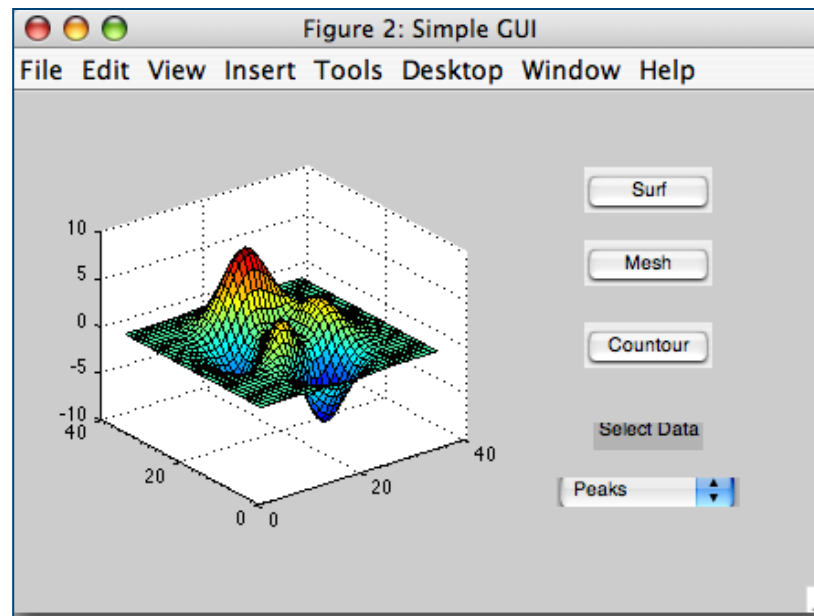 Figure 2: Simple GUI
File Edit View Insert Tools Desktop Window Help
10
5
0
-5
-10
40
20
0
0
20
40
Surf
Mesh
Countour
Select Data
Peaks